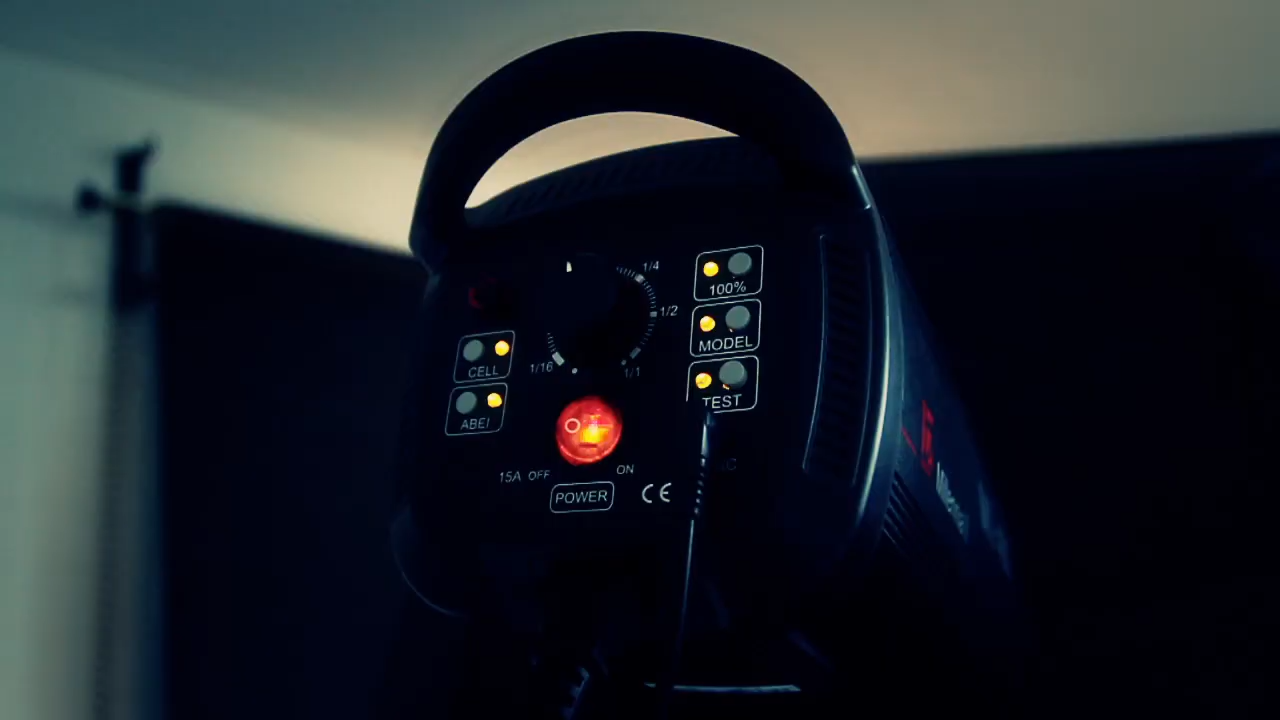 1/4
100%
1/2
MODEL
CELL
1/16
1/1
TEST
ABEI
O
15A OFF
ON
POWER
CE